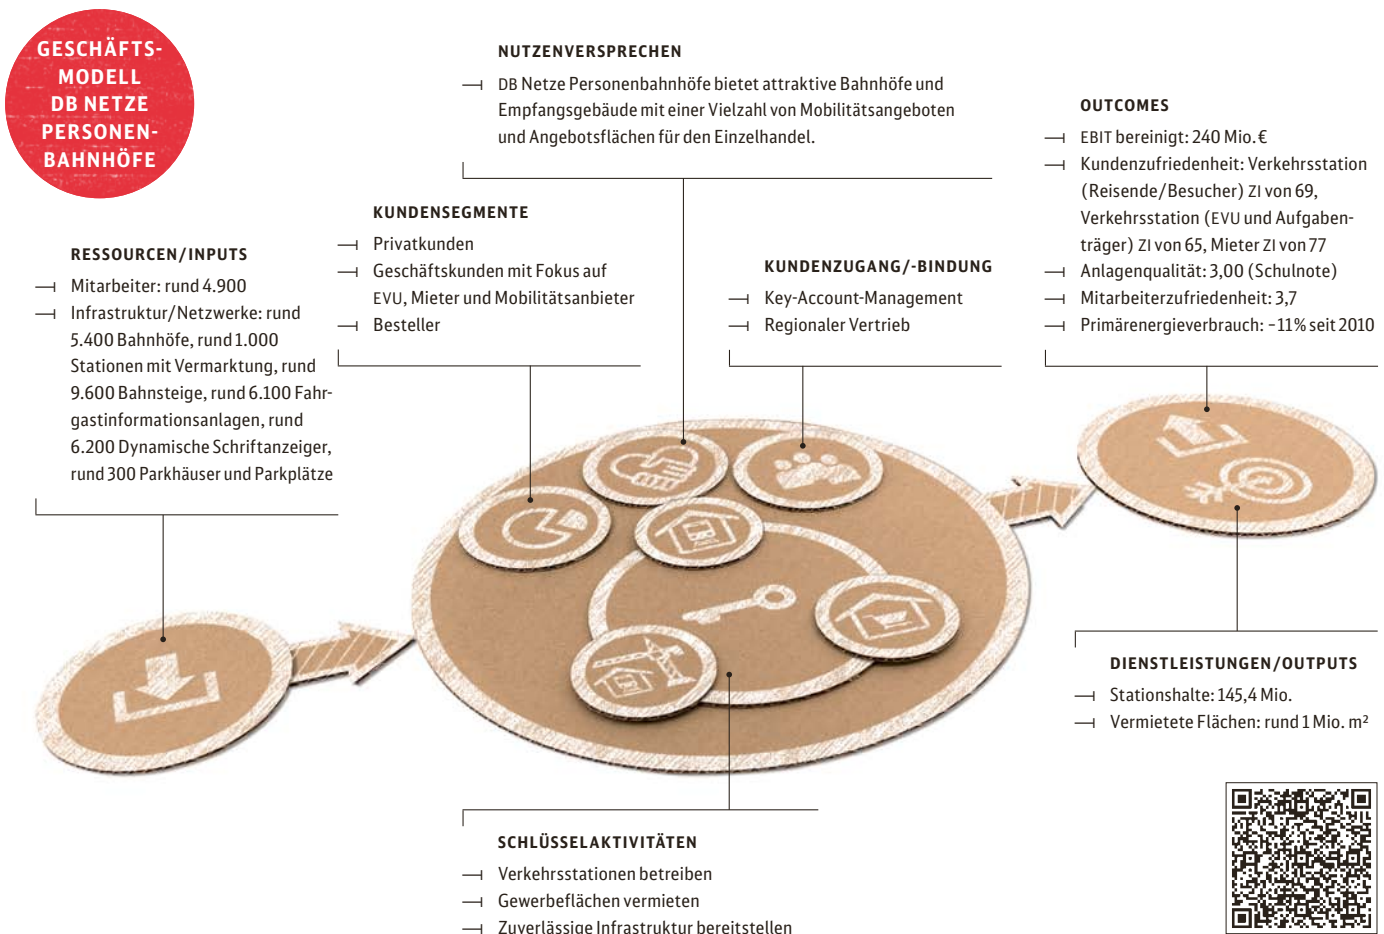 GESCHÄFTS-
MODELL
DB NETZE
PERSONEN-
BAHNHÖFE
NUTZENVERSPRECHEN
DB Netze Personenbahnhöfe bietet attraktive Bahnhöfe und
Empfangsgebäude mit einer Vielzahl von Mobilitätsangeboten
und Angebotsflächen für den Einzelhandel.
KUNDENSEGMENTE
Privatkunden
Geschäftskunden mit Fokus auf
EVU, Mieter und Mobilitätsanbieter
Besteller
RESSOURCEN/INPUTS
Mitarbeiter: rund 4.900
Infrastruktur/Netzwerke: rund
5.400 Bahnhöfe, rund 1.000
Stationen mit Vermarktung, rund
9.600 Bahnsteige, rund 6.100 Fahr-
gastinformationsanlagen, rund
6.200 Dynamische Schriftanzeiger,
rund 300 Parkhäuser und Parkplätze
KUNDENZUGANG/-BINDUNG
Key-Account-Management
Regionaler Vertrieb
OUTCOMES
EBIT bereinigt: 240 Mio. €
Kundenzufriedenheit: Verkehrsstation
(Reisende/Besucher) ZI von 69,
Verkehrsstation (EVU und Aufgaben-
träger) ZI von 65, Mieter ZI von 77
Anlagenqualität: 3,00 (Schulnote)
Mitarbeiterzufriedenheit: 3,7
Primärenergieverbrauch: –11% seit 2010
DIENSTLEISTUNGEN/OUTPUTS
Stationshalte: 145,4 Mio.
Vermietete Flächen: rund 1 Mio. m²
SCHLÜSSELAKTIVITÄTEN
Verkehrsstationen betreiben
Gewerbeflächen vermieten
Zuverlässige Infrastruktur bereitstellen